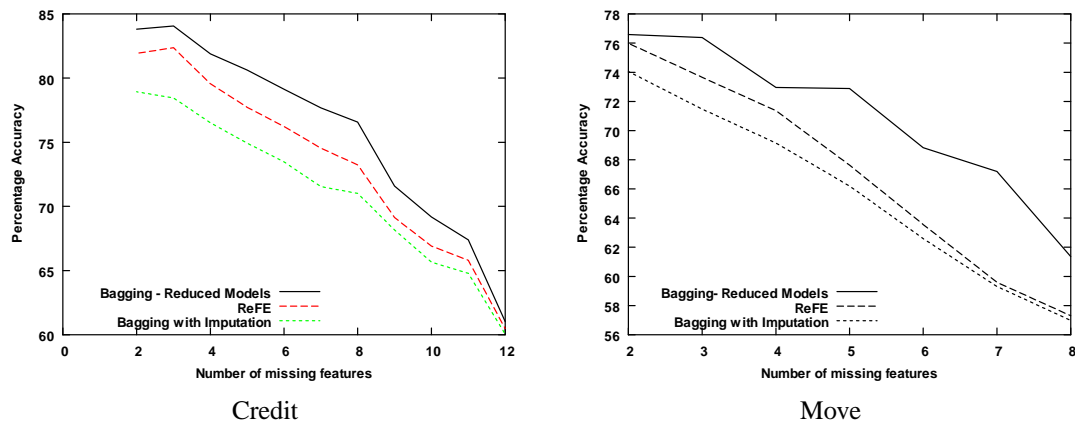 85
80
75
70
65
60
Percentage Accuracy
Bagging - Reduced Models
ReFE
Bagging with Imputation
0 2 4 6 8 10 12
Number of missing features
Credit
78
76
74
72
70
68
66
64
62
60
58
56
Percentage Accuracy
Bagging- Reduced Models
ReFE
Bagging with Imputation
2 3 4 5 6 7 8
Number of missing features
Move